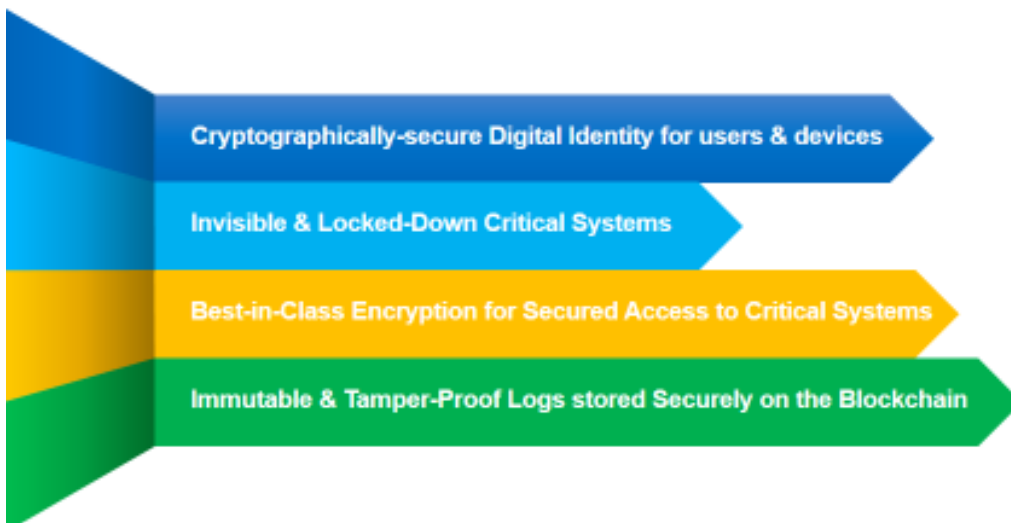 Cryptographically-secure Digital Identity for users & devices
Invisible & Locked-Down Critical Systems
Best-in-Class Encryption for Secured Access to Critical Systems
Immutable & Tamper-Proof Logs stored Securely on the Blockchain